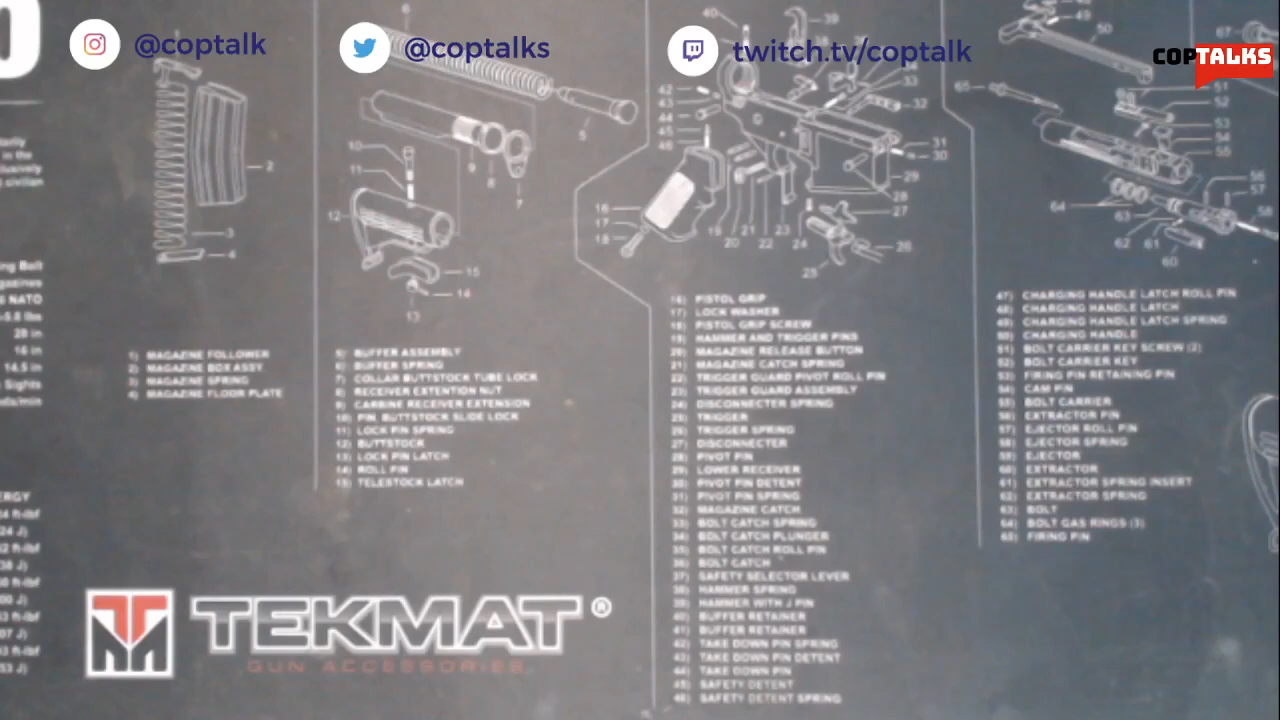 @coptalk
@coptalks
twitch.tv/coptalk
COPTALKS
1) MAGAZINE FOLLOWER
2) MAGAZINE BOX ASSY
3) MAGAZINE SPRING
4) MAGAZINE FLOOR PLATE
5) BUFFER ASSEMBLY
6) BUFFER SPRING
7) COLLAR BUTTSTOCK TUBE LOCK
8) RECEIVER EXTENTION NUT
9) CARBINE RECEIVER EXTENSION
10) PIN, BUTTSTOCK SLIDE LOCK
11) LOCK PIN SPRING
12) BUTTSTOCK
13) LOCK PIN LATCH
14) ROLL PIN
15) TELESTOCK LATCH
16) PISTOL GRIP
17) LOCK WASHER
18) PISTOL GRIP SCREW
19) HAMMER AND TRIGGER PINS
20) MAGAZINE RELEASE BUTTON
21) MAGAZINE CATCH SPRING
22) TRIGGER GUARD PIVOT ROLL PIN
23) TRIGGER GUARD ASSEMBLY
24) DISCONNECTER SPRING
25) TRIGGER
26) TRIGGER SPRING
27) DISCONNECTER
28) PIVOT PIN
29) LOWER RECEIVER
30) PIVOT PIN DETENT
31) PIVOT PIN SPRING
32) MAGAZINE CATCH
33) BOLT CATCH SPRING
34) BOLT CATCH PLUNGER
35) BOLT CATCH ROLL PIN
36) BOLT CATCH
37) SAFETY SELECTOR LEVER
38) HAMMER SPRING
39) HAMMER WITH J PIN
40) BUFFER RETAINER
41) BUFFER RETAINER
42) TAKE DOWN PIN SPRING
43) TAKE DOWN PIN DETENT
44) TAKE DOWN PIN
45) SAFETY DETENT
46) SAFETY DETENT SPRING
47) CHARGING HANDLE LATCH ROLL PIN
48) CHARGING HANDLE LATCH
49) CHARGING HANDLE LATCH SPRING
50) CHARGING HANDLE
51) BOLT CARRIER KEY SCREW (2)
52) BOLT CARRIER KEY
53) FIRING PIN RETAINING PIN
54) CAM PIN
55) BOLT CARRIER
56) EXTRACTOR PIN
57) EJECTOR ROLL PIN
58) EJECTOR SPRING
59) EJECTOR
60) EXTRACTOR
61) EXTRACTOR SPRING INSERT
62) EXTRACTOR SPRING
63) BOLT
64) BOLT GAS RINGS (3)
65) FIRING PIN
TEKMAT®
GUN ACCESSORIES